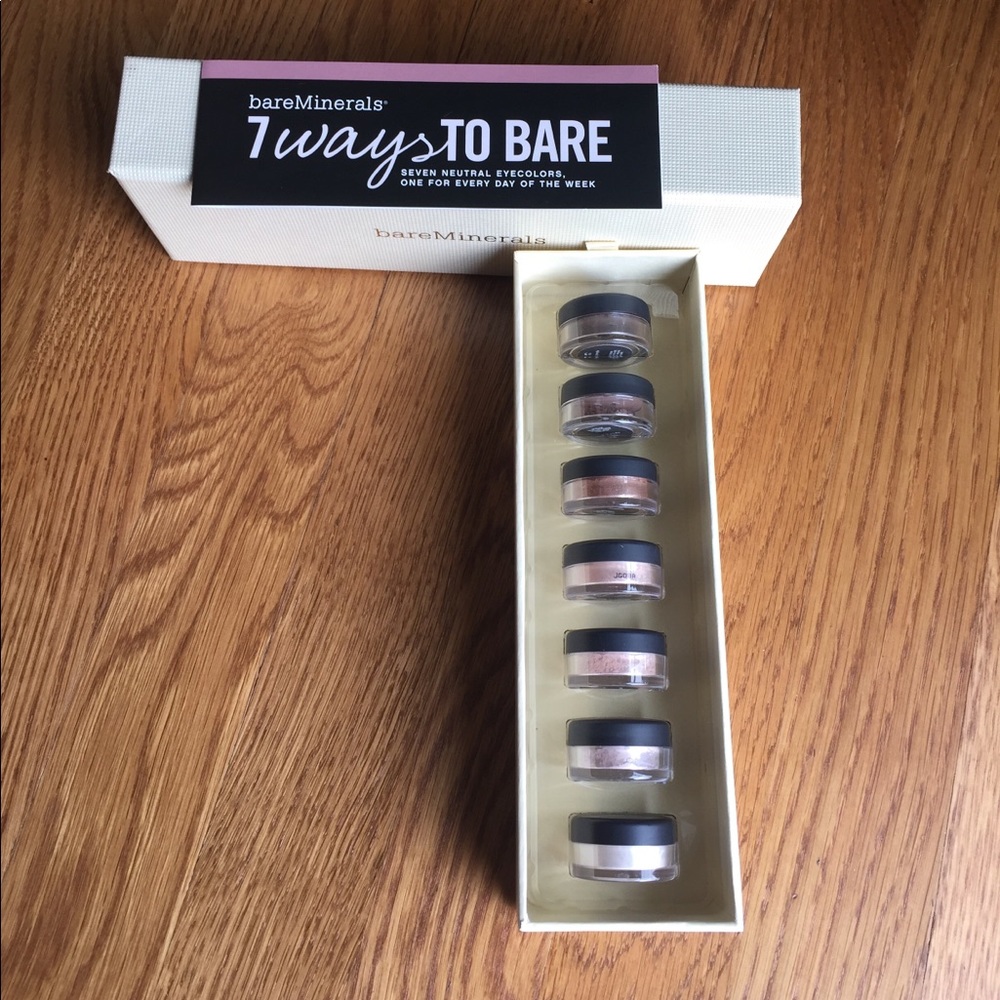 bareMinerals®
7 ways TO BARE
SEVEN NEUTRAL EYECOLORS,
ONE FOR EVERY DAY OF THE WEEK
bareMinerals